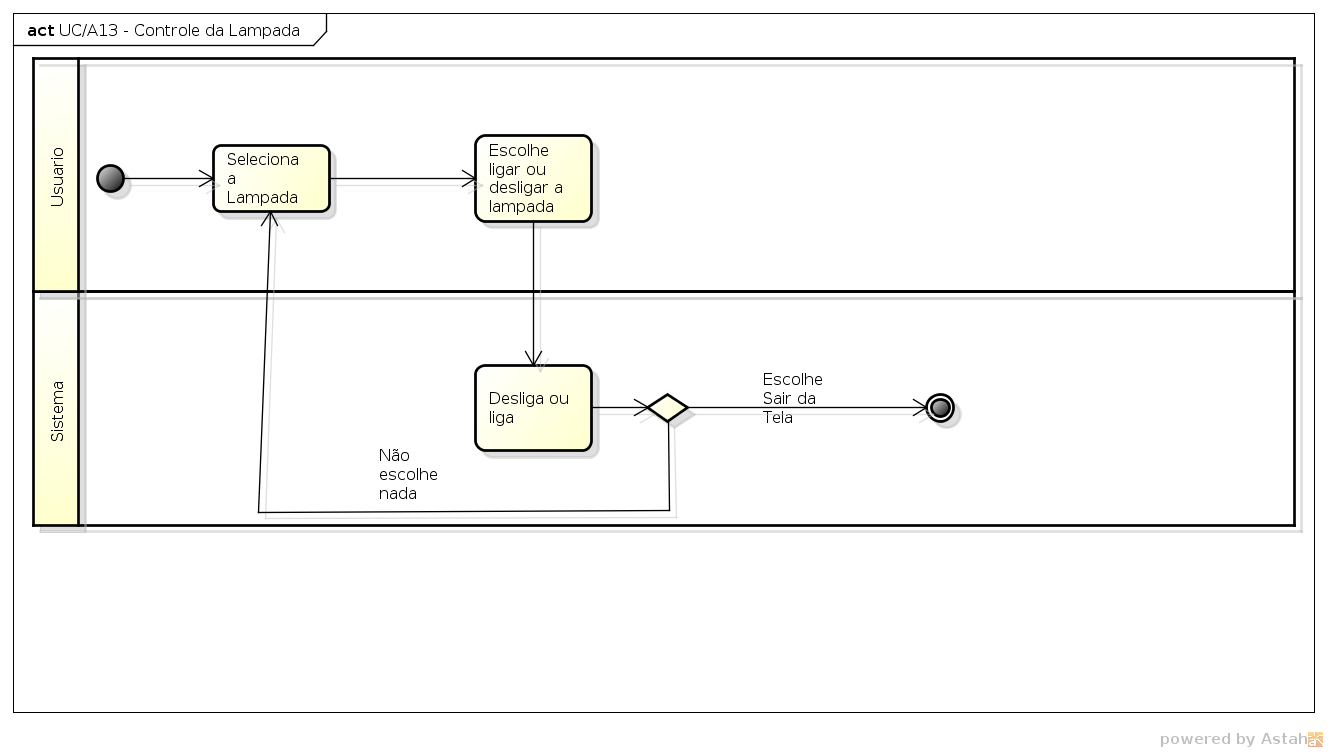 act UC/A13 - Controle da Lampada
Usuario
Seleciona
a
Lampada
Escolhe
ligar ou
desligar a
lampada
Sistema
Desliga ou
liga
Escolhe
Sair da
Tela
Não
escolhe
nada
powered by Astah